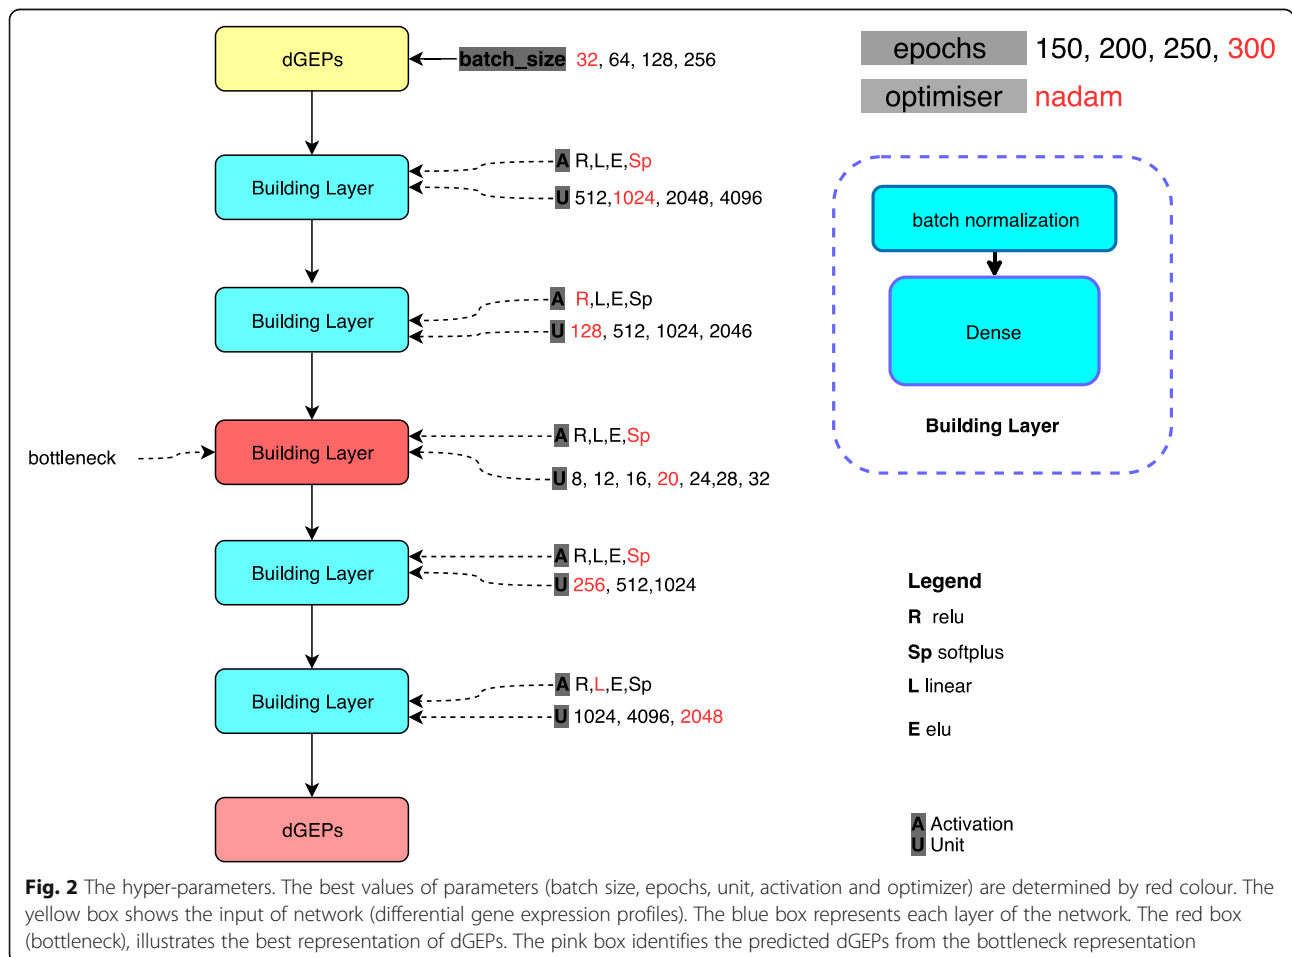 dGEPs
batch_size 32, 64, 128, 256
epochs 150, 200, 250, 300
optimiser nadam
Building Layer
A R,L,E,Sp
U 512,1024, 2048, 4096
batch normalization
Dense
Building Layer
Building Layer
A R,L,E,Sp
U 128, 512, 1024, 2046
bottleneck
Building Layer
A R,L,E,Sp
U 8, 12, 16, 20, 24,28, 32
Building Layer
A R,L,E,Sp
U 256, 512,1024
Building Layer
A R,L,E,Sp
U 1024, 4096, 2048
dGEPs
Legend
R relu
Sp softplus
L linear
E elu
A Activation
U Unit
Fig. 2 The hyper-parameters. The best values of parameters (batch size, epochs, unit, activation and optimizer) are determined by red colour. The
yellow box shows the input of network (differential gene expression profiles). The blue box represents each layer of the network. The red box
(bottleneck), illustrates the best representation of dGEPs. The pink box identifies the predicted dGEPs from the bottleneck representation